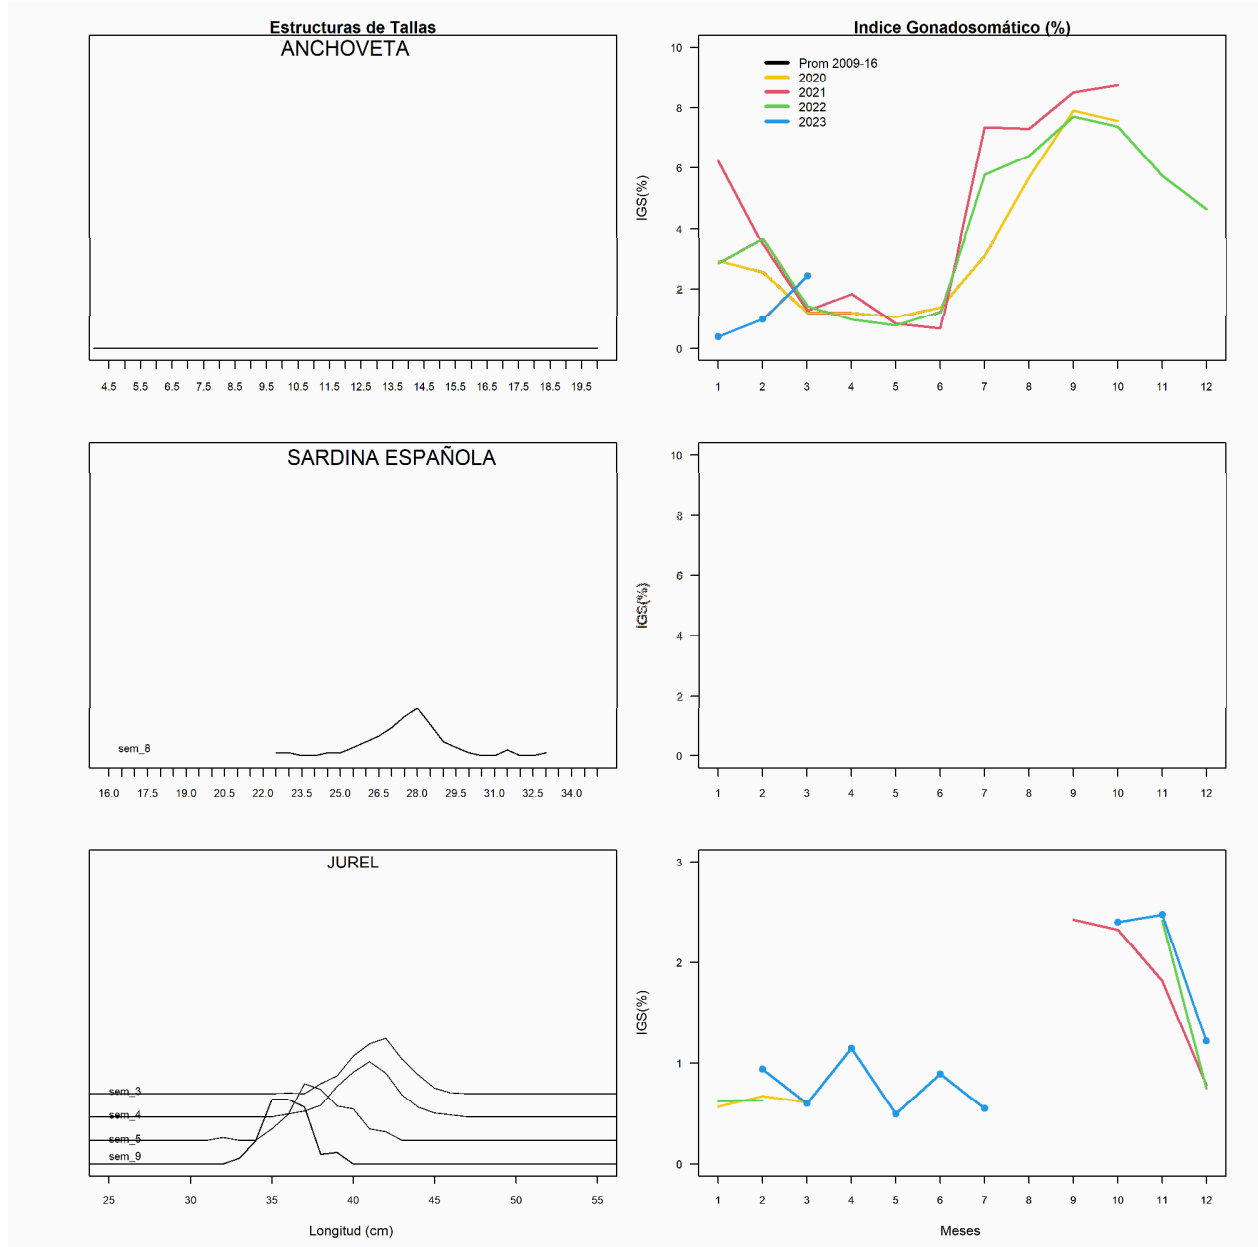 Estructuras de Tallas
Indice Gonadosomático (%)
ANCHOVETA
Prom 2009-16
2020
2021
2022
2023
IGS(%)
10
8
6
4
2
0
4.5 5.5 6.5 7.5 8.5 9.5 10.5 11.5 12.5 13.5 14.5 15.5 16.5 17.5 18.5 19.5
1 2 3 4 5 6 7 8 9 10 11 12
SARDINA ESPAÑOLA
sem_8
16.0 17.5 19.0 20.5 22.0 23.5 25.0 26.5 28.0 29.5 31.0 32.5 34.0
IGS(%)
10
8
6
4
2
0
1 2 3 4 5 6 7 8 9 10 11 12
JUREL
sem_3
sem_4
sem_5
sem_9
25 30 35 40 45 50 55
Longitud (cm)
IGS(%)
3
2
1
0
1 2 3 4 5 6 7 8 9 10 11 12
Meses